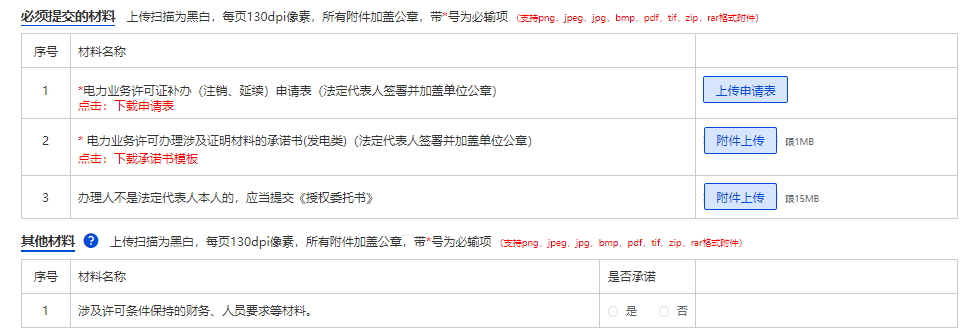 必须提交的材料 上传扫描为黑白，每页130dpi像素，所有附件加盖公章，带*号为必输项 （支持png，jpeg，jpg，bmp，pdf，tif，zip，rar格式附件）
序号 材料名称
1 *电力业务许可证补办（注销、延续）申请表（法定代表人签署并加盖单位公章） 上传申请表
点击：下载申请表
2 * 电力业务许可办理涉及证明材料的承诺书(发电类)（法定代表人签署并加盖单位公章） 附件上传 限1MB
点击：下载承诺书模板
3 办理人不是法定代表人本人的，应当提交《授权委托书》 附件上传 限15MB
其他材料 ? 上传扫描为黑白，每页130dpi像素，所有附件加盖公章，带*号为必输项 （支持png，jpeg，jpg，bmp，pdf，tif，zip，rar格式附件）
序号 材料名称 是否承诺
1 涉及许可条件保持的财务、人员要求等材料。 是 否